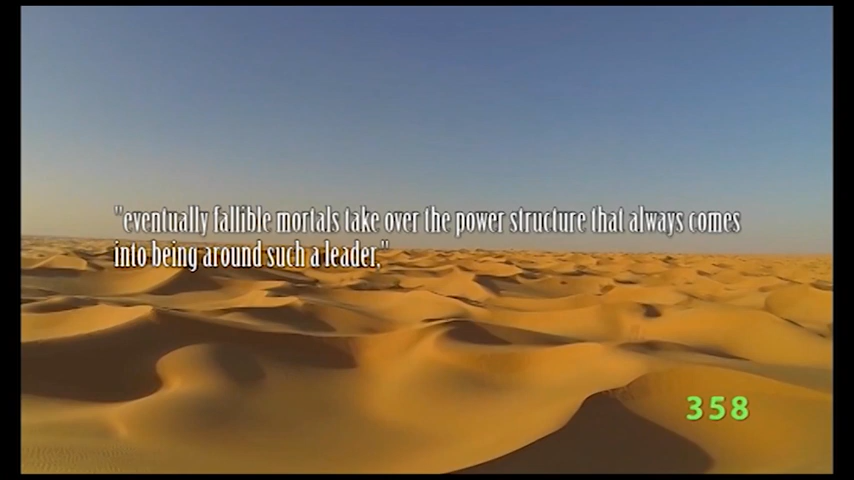 "eventually fallible mortals take over the power structure that always comes
into being around such a leader."
358